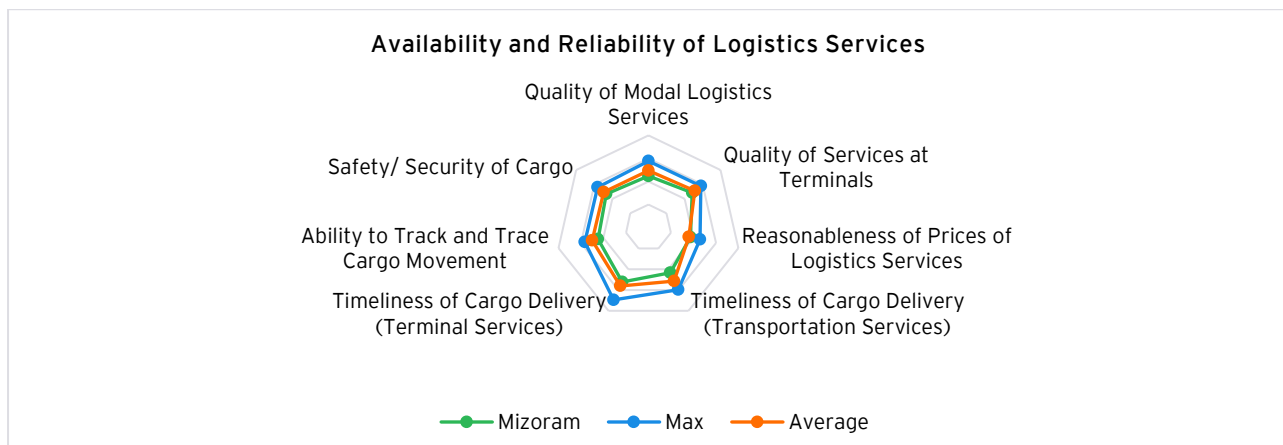 Availability and Reliability of Logistics Services
Quality of Modal Logistics
Services
Quality of Services at
Terminals
Reasonableness of Prices of
Logistics Services
Timeliness of Cargo Delivery
(Transportation Services)
Timeliness of Cargo Delivery
(Terminal Services)
Ability to Track and Trace
Cargo Movement
Safety/ Security of Cargo
Mizoram
Max
Average